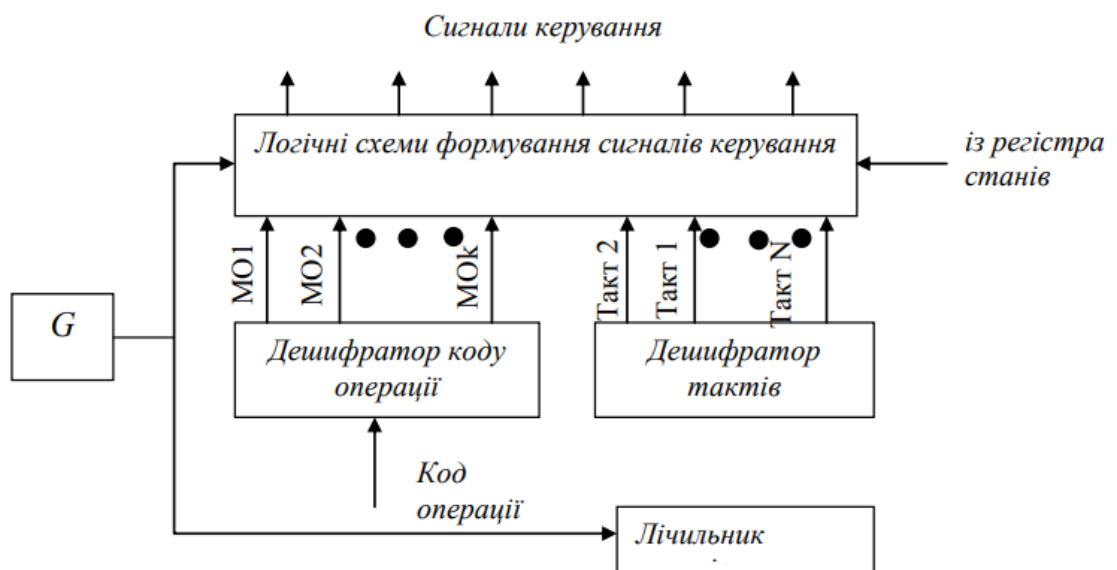 Сигнали керування
Логічні схеми формування сигналів керування
із регістра
станів
МО1
МО2
МОk
Такт 2
Такт 1
Такт N
G
Дешифратор коду
операції
Дешифратор
тактів
Код
операції
Лічильник